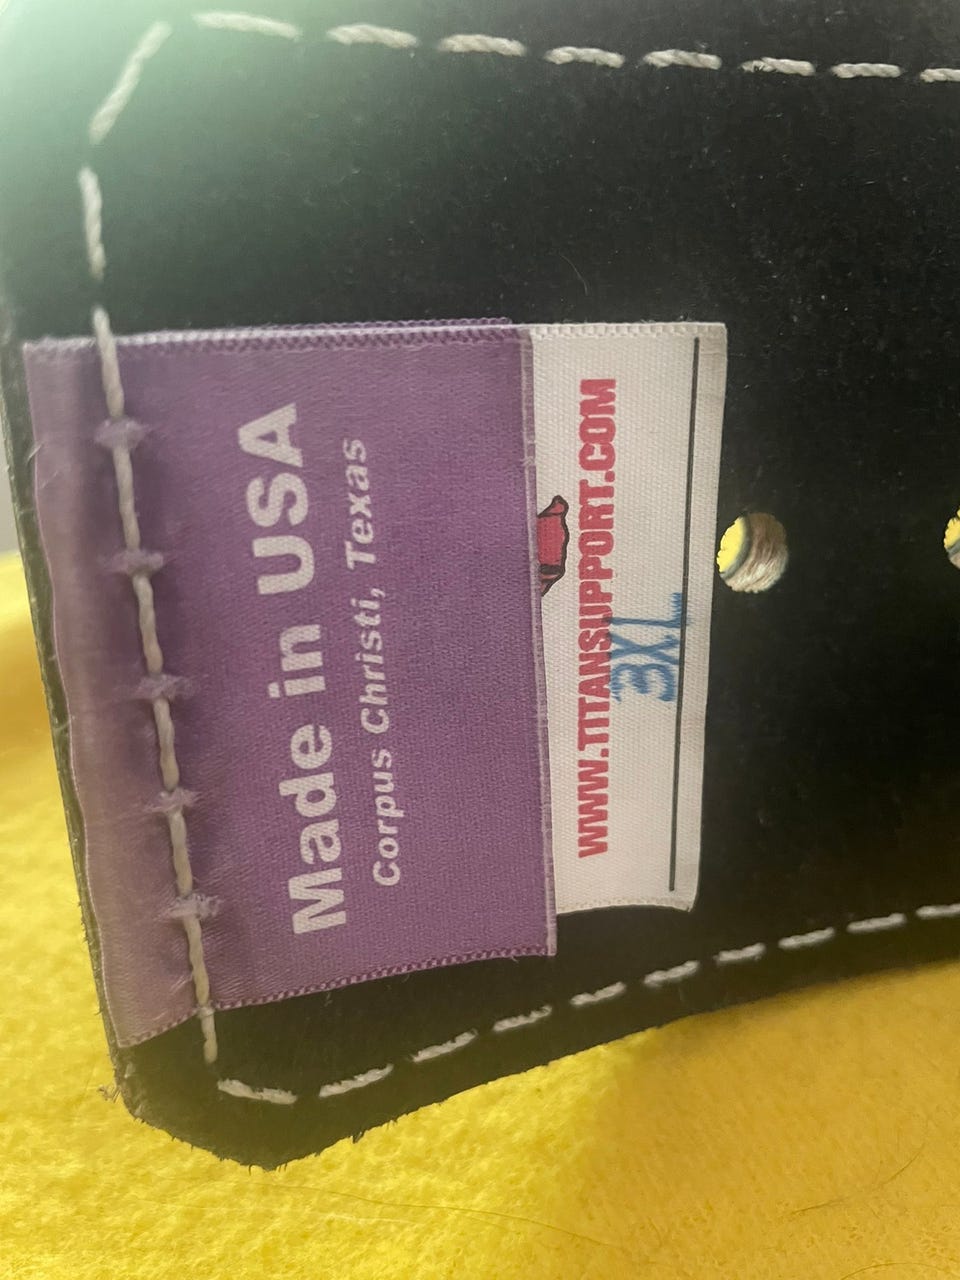 Made in USA
Corpus Christi, Texas
WWW.TITANSUPPORT.COM
3XL